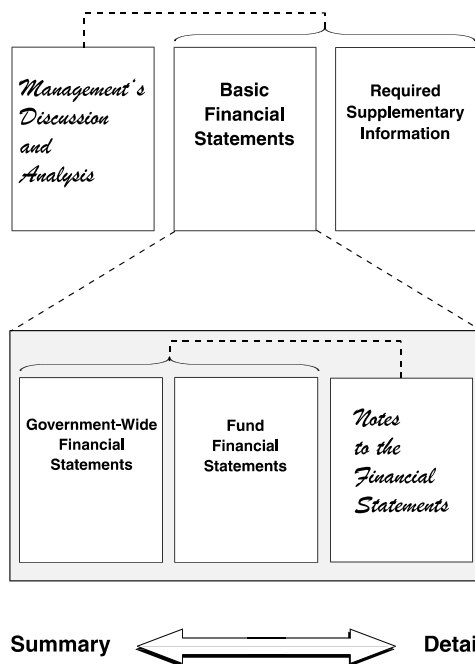 Management's
Discussion
and
Analysis
Basic
Financial
Statements
Required
Supplementary
Information
Government-Wide
Financial
Statements
Fund
Financial
Statements
Notes
to the
Financial
Statements
Summary
Detai